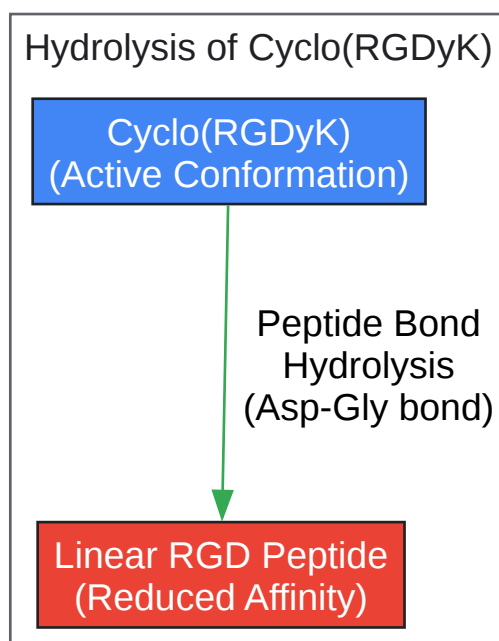 Hydrolysis of Cyclo(RGDyK)
Cyclo(RGDyK)
(Active Conformation)
Peptide Bond
Hydrolysis
(Asp-Gly bond)
Linear RGD Peptide
(Reduced Affinity)